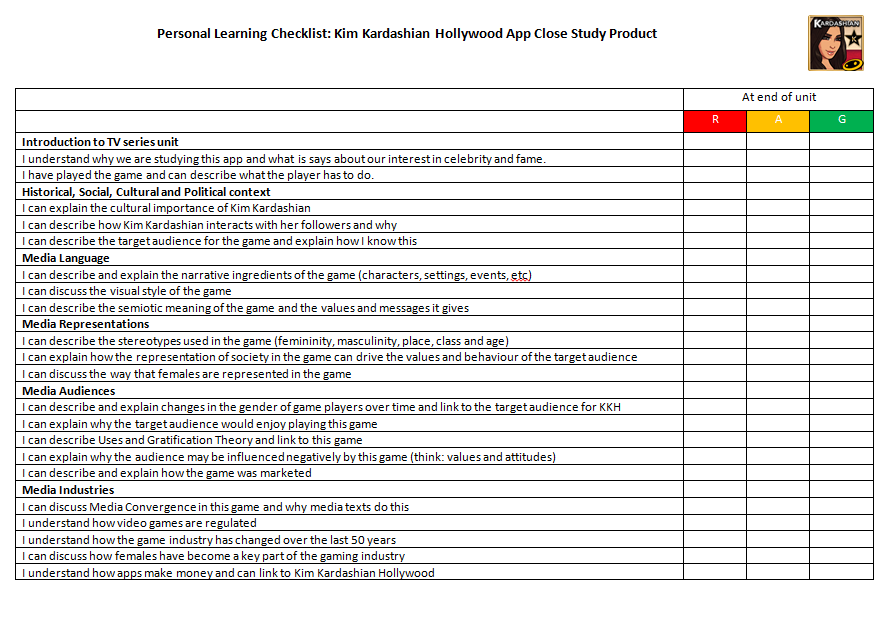 Personal Learning Checklist: Kim Kardashian Hollywood App Close Study Product
KARDASHIAN
At end of unit
R A G
Introduction to TV series unit
I understand why we are studying this app and what is says about our interest in celebrity and fame.
I have played the game and can describe what the player has to do.
Historical, Social, Cultural and Political context
I can explain the cultural importance of Kim Kardashian
I can describe how Kim Kardashian interacts with her followers and why
I can describe the target audience for the game and explain how I know this
Media Language
I can describe and explain the narrative ingredients of the game (characters, settings, events, etc)
I can discuss the visual style of the game
I can describe the semiotic meaning of the game and the values and messages it gives
Media Representations
I can describe the stereotypes used in the game (femininity, masculinity, place, class and age)
I can explain how the representation of society in the game can drive the values and behaviour of the target audience
I can discuss the way that females are represented in the game
Media Audiences
I can describe and explain changes in the gender of game players over time and link to the target audience for KKH
I can explain why the target audience would enjoy playing this game
I can describe Uses and Gratification Theory and link to this game
I can explain why the audience may be influenced negatively by this game (think: values and attitudes)
I can describe and explain how the game was marketed
Media Industries
I can discuss Media Convergence in this game and why media texts do this
I understand how video games are regulated
I understand how the game industry has changed over the last 50 years
I can discuss how females have become a key part of the gaming industry
I understand how apps make money and can link to Kim Kardashian Hollywood